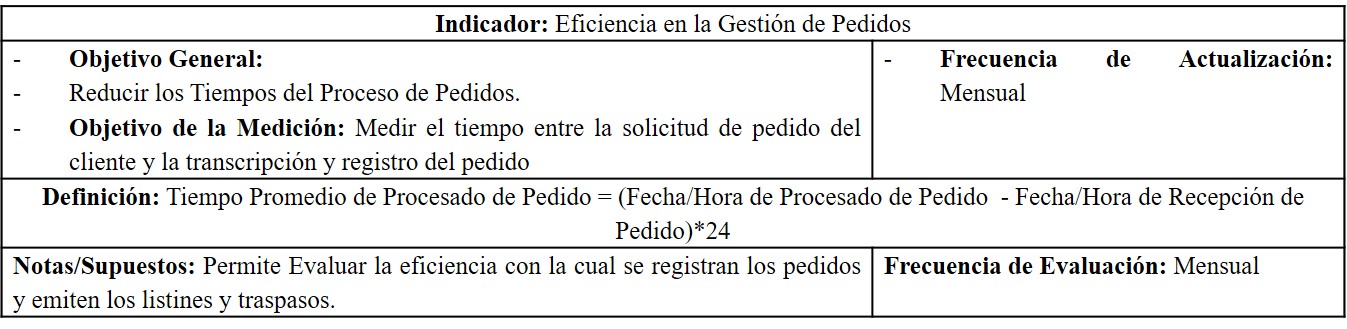 Indicador: Eficiencia en la Gestión de Pedidos
- Objetivo General:
- Reducir los Tiempos del Proceso de Pedidos.
- Objetivo de la Medición: Medir el tiempo entre la solicitud de pedido del
cliente y la transcripción y registro del pedido
- Frecuencia de Actualización:
Mensual
Definición: Tiempo Promedio de Procesado de Pedido = (Fecha/Hora de Procesado de Pedido - Fecha/Hora de Recepción de
Pedido)*24
Notas/Supuestos: Permite Evaluar la eficiencia con la cual se registran los pedidos
y emiten los listines y traspasos.
Frecuencia de Evaluación: Mensual